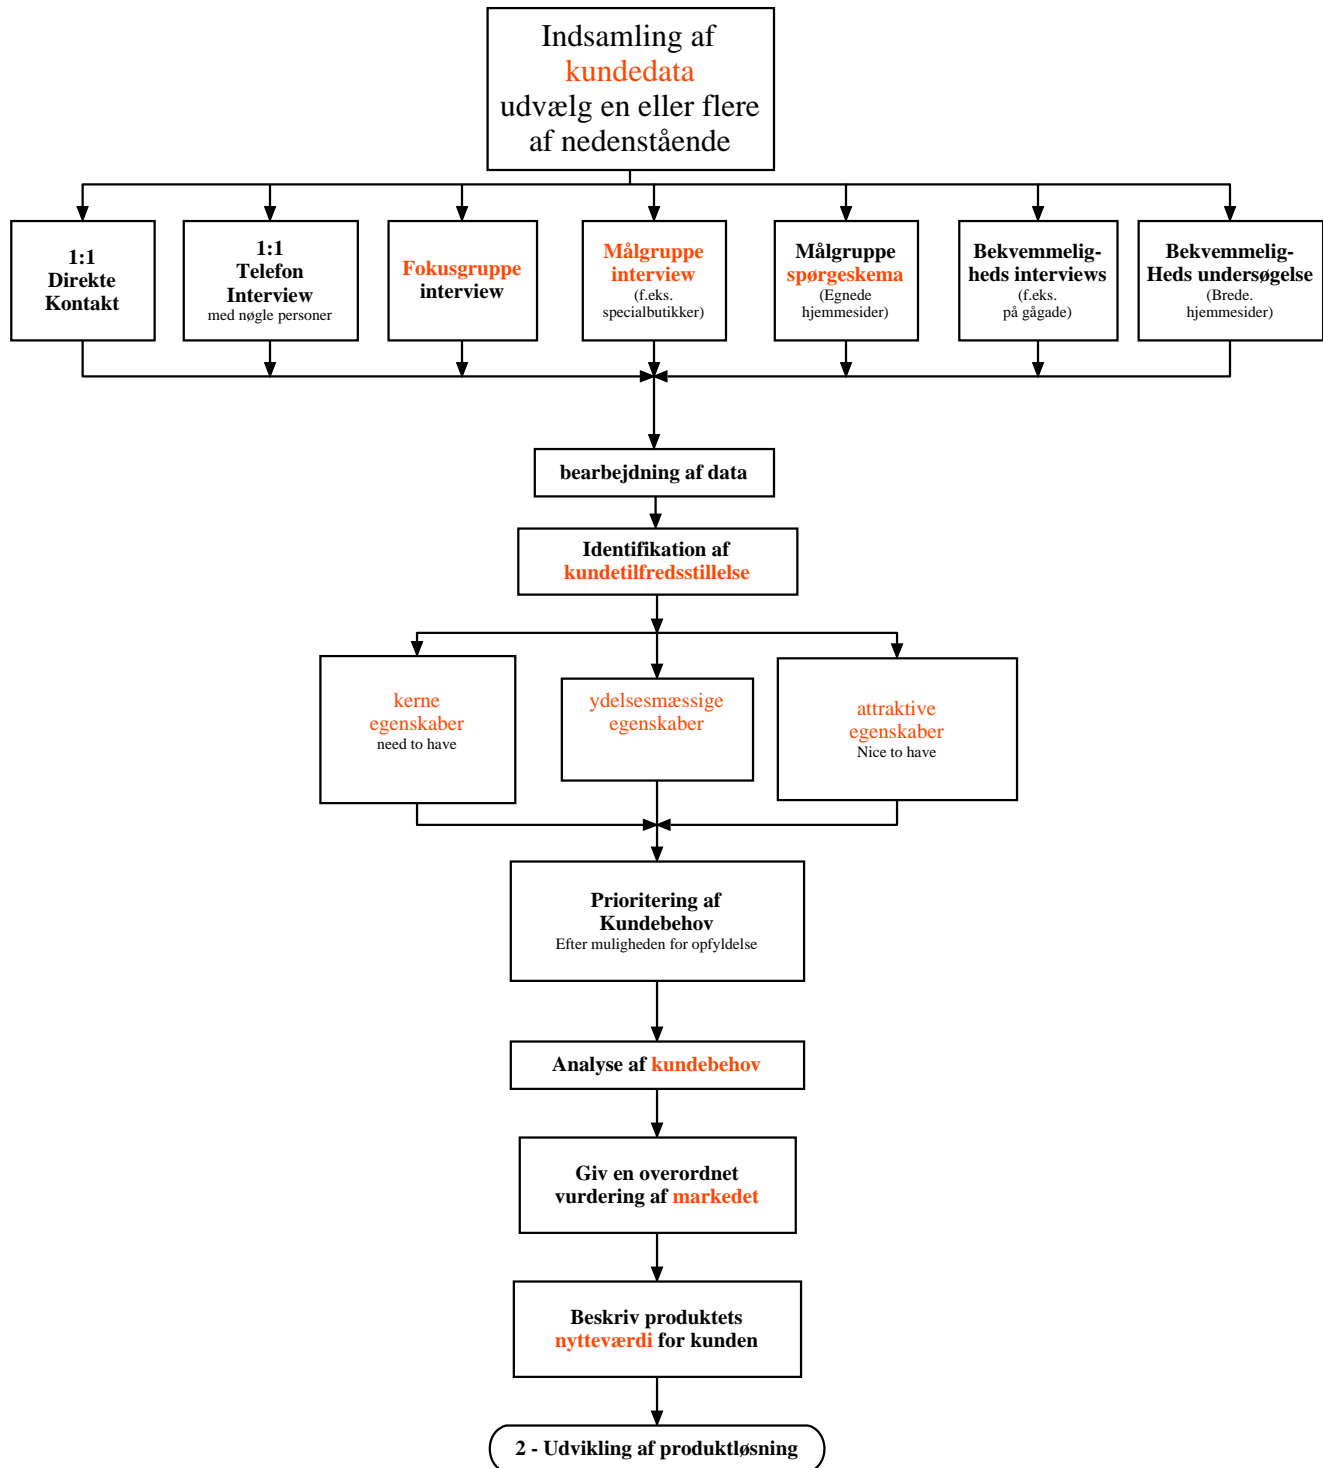 Indsamling af
kundedata
udvælg en eller flere
af nedenstående
1:1
Direkte
Kontakt
1:1
Telefon
Interview
med nøgle personer
Fokusgruppe
interview
Målgruppe
interview
(f.eks.
specialbutikker)
Målgruppe
spørgeskema
(Egnede
hjemmesider)
Bekvemmelig-
heds interviews
(f.eks.
på gågade)
Bekvemmelig-
Heds undersøgelse
(Brede.
hjemmesider)
bearbejdning af data
Identifikation af
kundetilfredsstillelse
kerne
egenskaber
need to have
ydelsesmæssige
egenskaber
attraktive
egenskaber
Nice to have
Prioritering af
Kundebehov
Efter muligheden for opfyldelse
Analyse af kundebehov
Giv en overordnet
vurdering af markedet
Beskriv produktets
nytteværdi for kunden
2 - Udvikling af produktløsning